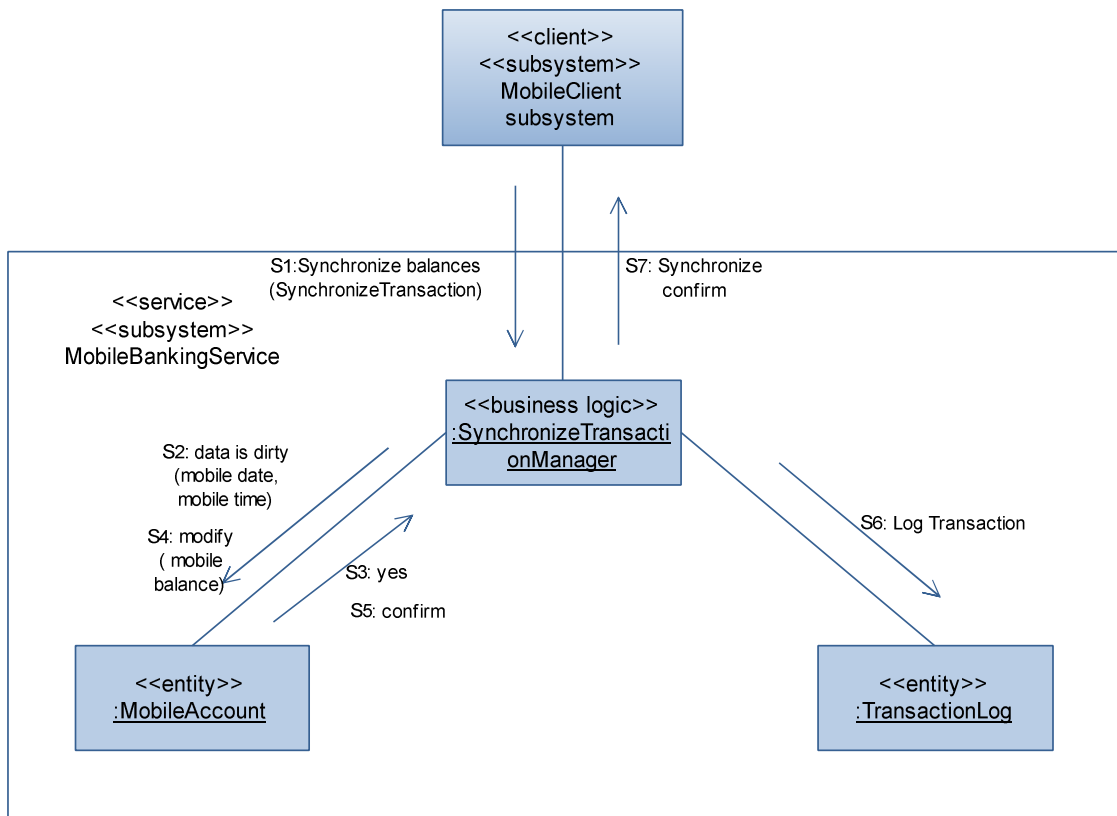 <<client>>
<<subsystem>>
MobileClient
subsystem
S1:Synchronize balances
(SynchronizeTransaction)
S7: Synchronize
confirm
<<service>>
<<subsystem>>
MobileBankingService
<<business logic>>
:SynchronizeTransacti
onManager
S2: data is dirty
(mobile date,
mobile time)
S4: modify
( mobile
balance)
S3: yes
S5: confirm
S6: Log Transaction
<<entity>>
:MobileAccount
<<entity>>
:TransactionLog